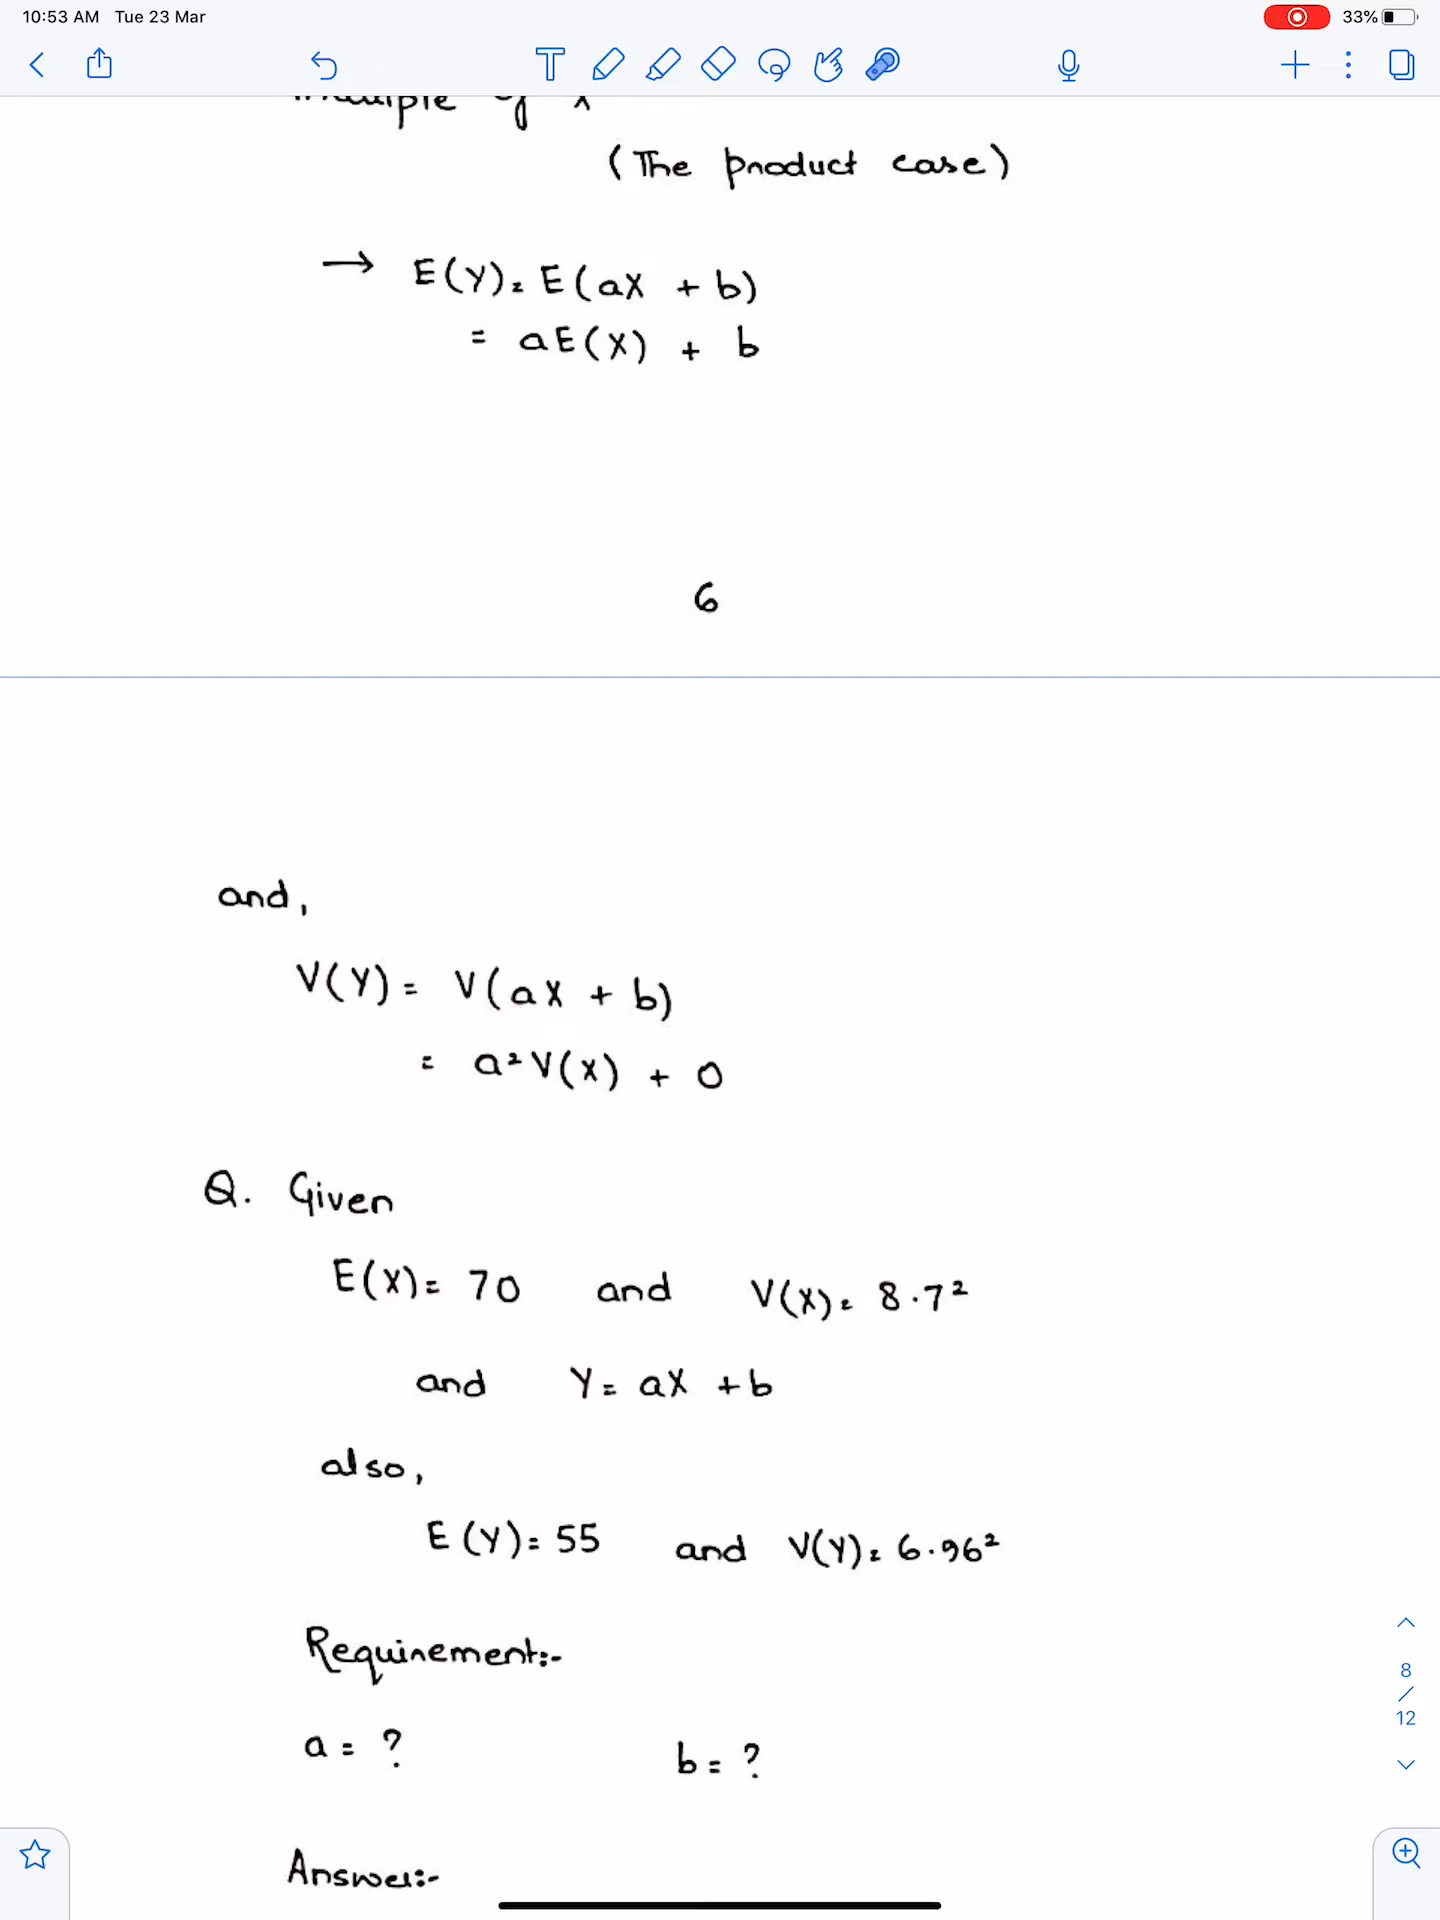 10:53 AM Tue 23 Mar
33%
of X
(The product case)
→ E(Y) = E(aX + b)
= aE(X) + b
6
and,
V(Y) = V(aX + b)
= a²V(X) + 0
Q. Given
E(X) = 70 and V(X) = 8.7²
and Y = aX + b
also,
E(Y) = 55 and V(Y) = 6.96²
Requirement:-
a = ? b = ?
Answer:-
8
/
12